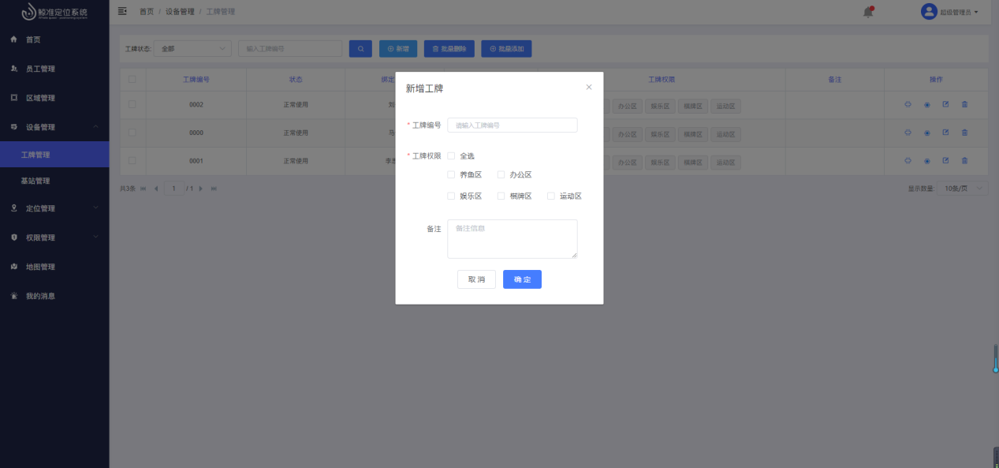 鲸准定位系统
首页
员工管理
区域管理
设备管理
工牌管理
基站管理
定位管理
权限管理
地图管理
我的消息
首页 / 设备管理 / 工牌管理
超级管理员
工牌状态: 全部 输入工牌编号 新增 批量删除 批量添加
工牌编号 状态 绑定 工牌权限 备注 操作
0002 正常使用 刘 办公区 娱乐区 棋牌区 运动区
0000 正常使用 马 办公区 娱乐区 棋牌区 运动区
0001 正常使用 办公区 娱乐区 棋牌区 运动区
共3条 1 / 1 显示数量: 10条/页
新增工牌
* 工牌编号 请输入工牌编号
* 工牌权限 全选
养鱼区 办公区
娱乐区 棋牌区 运动区
备注 备注信息
取 消 确 定